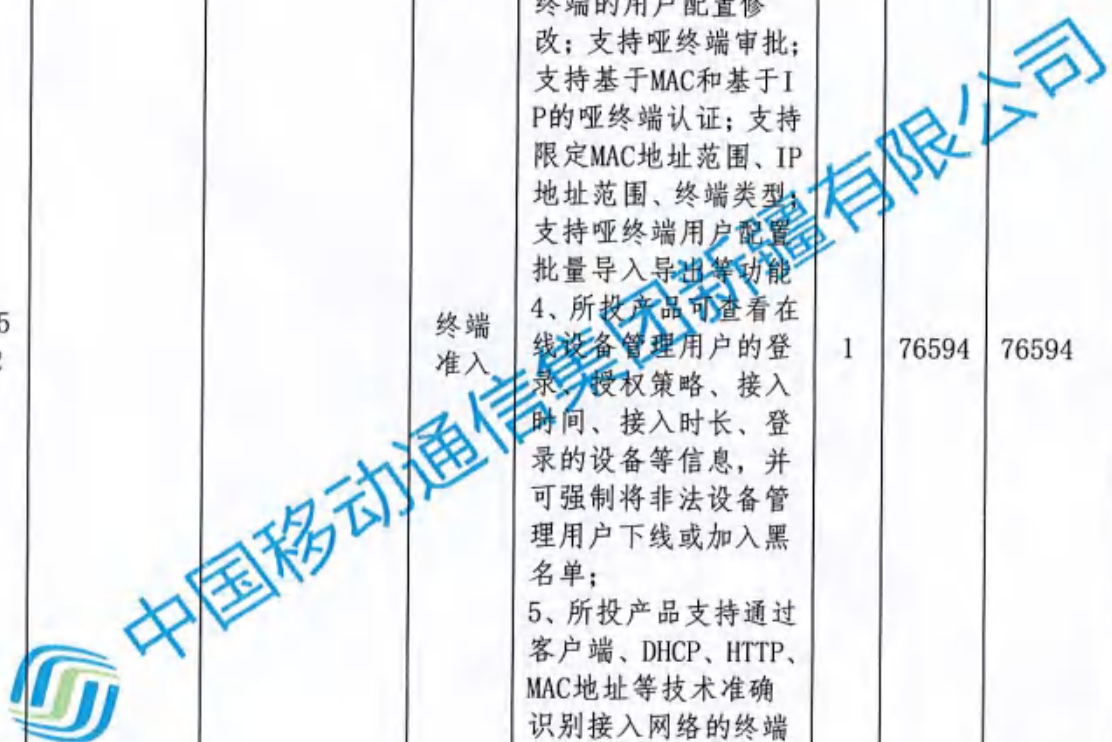 终端的用户配置修
改；支持哑终端审批；
支持基于MAC和基于I
P的哑终端认证；支持
限定MAC地址范围、IP
地址范围、终端类型；
支持哑终端用户配置
批量导入导出等功能
4、所投产品可查看在
线设备管理用户的登
录、授权策略、接入
时间、接入时长、登
录的设备等信息，并
可强制将非法设备管
理用户下线或加入黑
名单；
5、所投产品支持通过
客户端、DHCP、HTTP、
MAC地址等技术准确
识别接入网络的终端
5
终端
准入
1
76594
76594
中国移动通信集团新疆有限公司